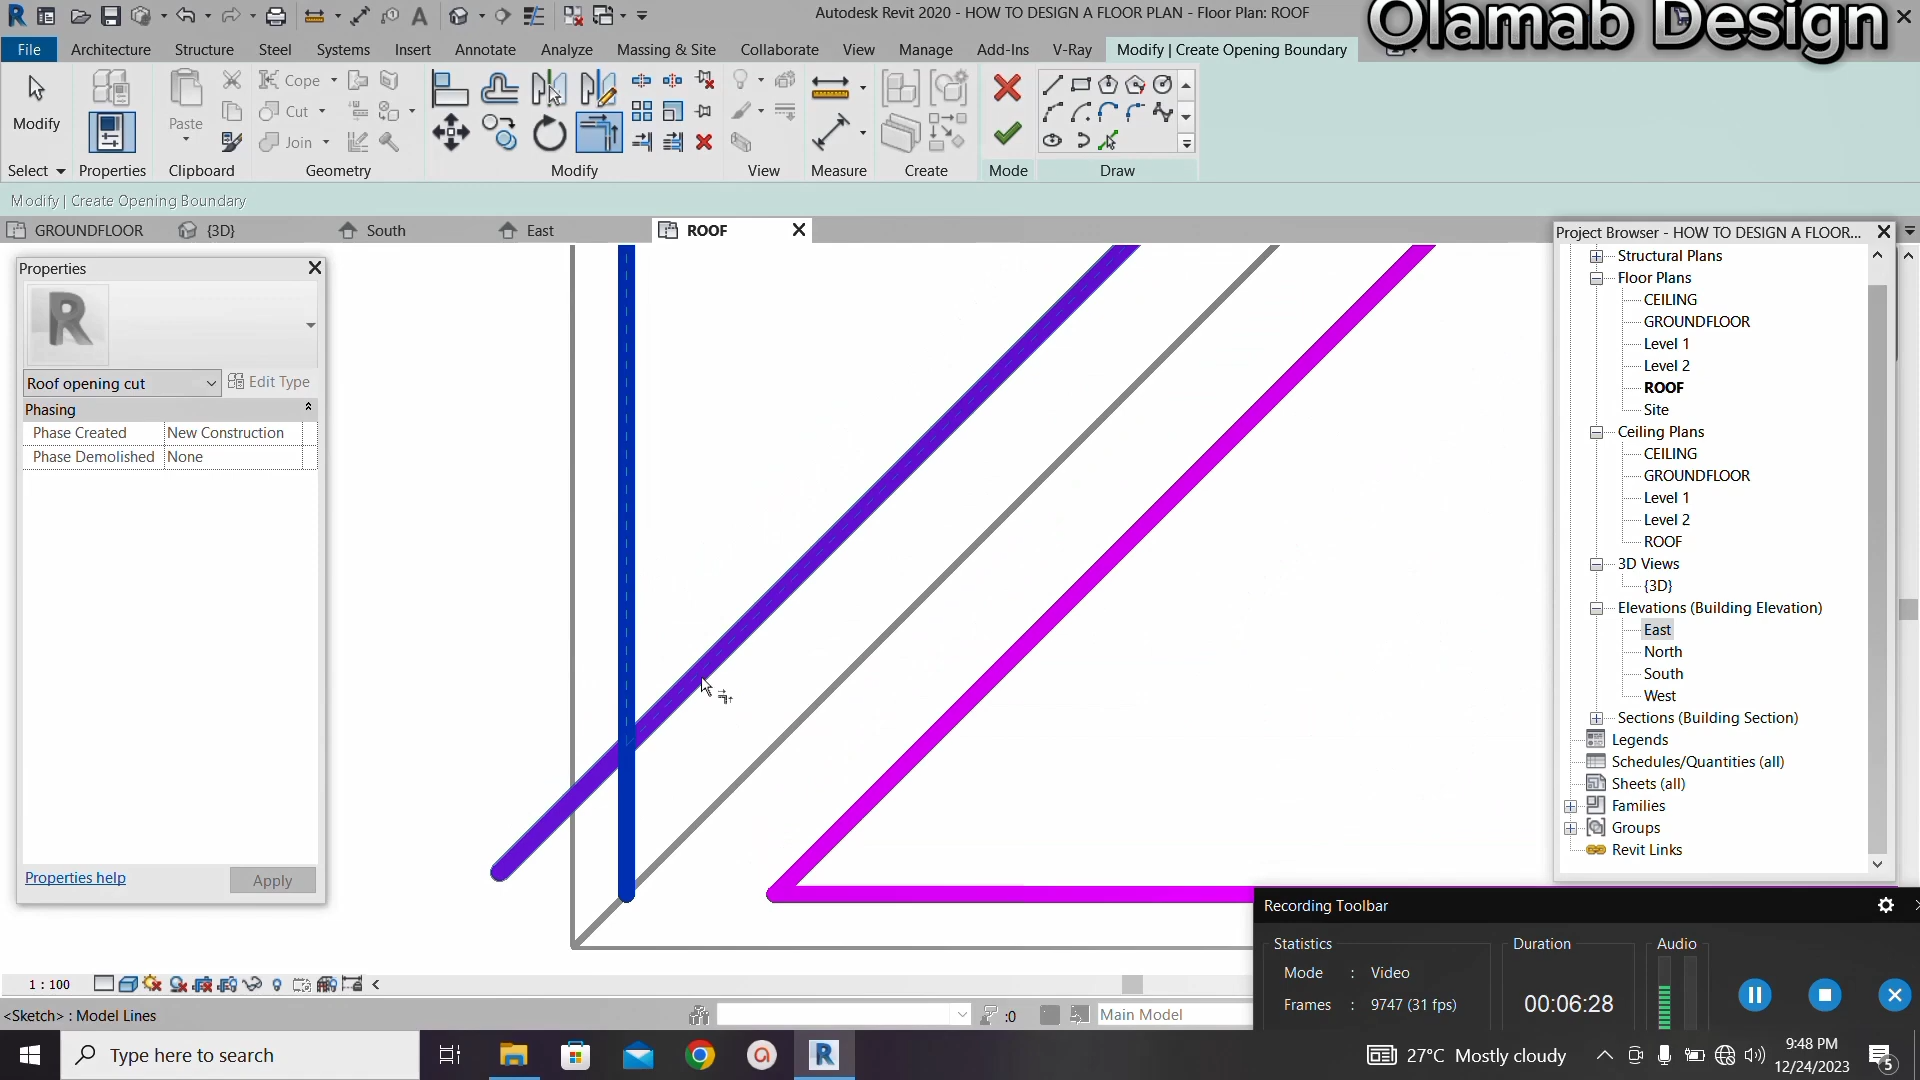 Autodesk Revit 2020 - HOW TO DESIGN A FLOOR PLAN - Floor Plan: ROOF
Olamab Design
File Architecture Structure Steel Systems Insert Annotate Analyze Massing & Site Collaborate View Manage Add-Ins V-Ray Modify | Create Opening Boundary
Modify
Paste
Cope
Cut
Join
Select Properties Clipboard Geometry Modify View Measure Create Mode Draw
Modify | Create Opening Boundary
GROUNDFLOOR {3D} South East ROOF
Properties
Roof opening cut Edit Type
Phasing
Phase Created New Construction
Phase Demolished None
Properties help Apply
Project Browser - HOW TO DESIGN A FLOOR...
Structural Plans
Floor Plans
CEILING
GROUNDFLOOR
Level 1
Level 2
ROOF
Site
Ceiling Plans
CEILING
GROUNDFLOOR
Level 1
Level 2
ROOF
3D Views
{3D}
Elevations (Building Elevation)
East
North
South
West
Sections (Building Section)
Legends
Schedules/Quantities (all)
Sheets (all)
Families
Groups
Revit Links
Recording Toolbar
Statistics Duration Audio
Mode : Video
Frames : 9747 (31 fps)
00:06:28
1 : 100
<Sketch> : Model Lines
:0
Main Model
Type here to search
27°C Mostly cloudy
9:48 PM
12/24/2023
5